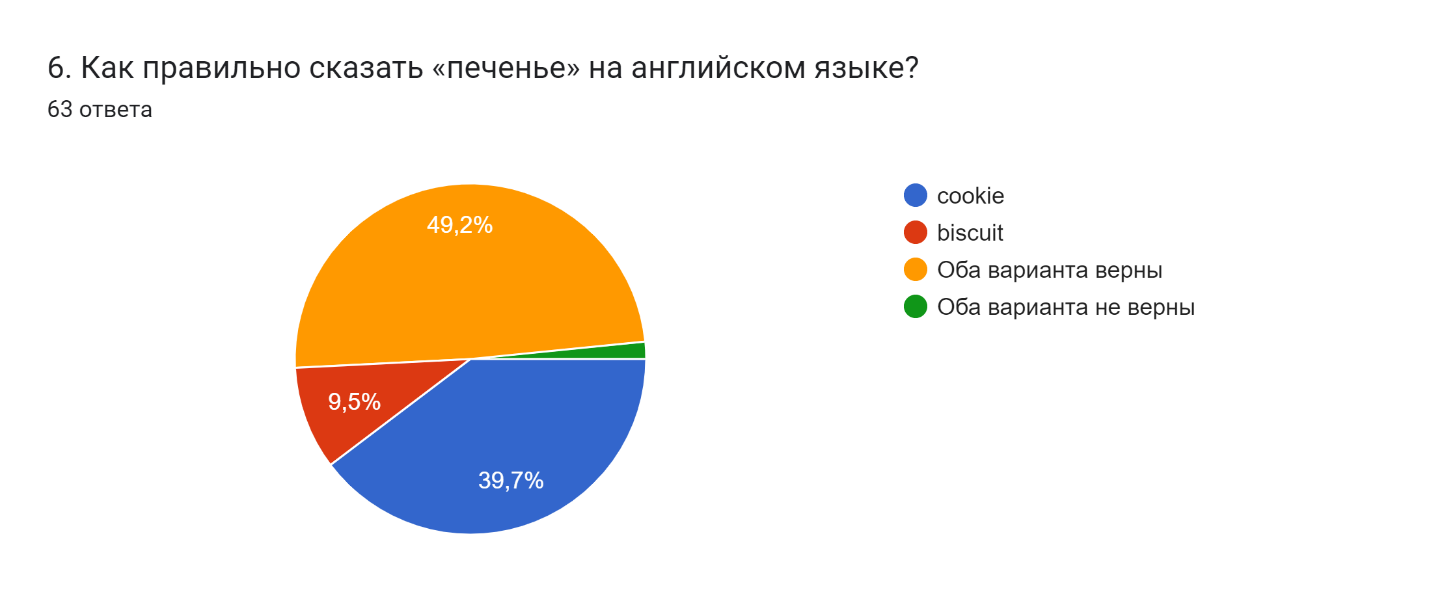 6. Как правильно сказать «печенье» на английском языке?
63 ответа
49,2%
9,5%
39,7%
cookie
biscuit
Оба варианта верны
Оба варианта не верны